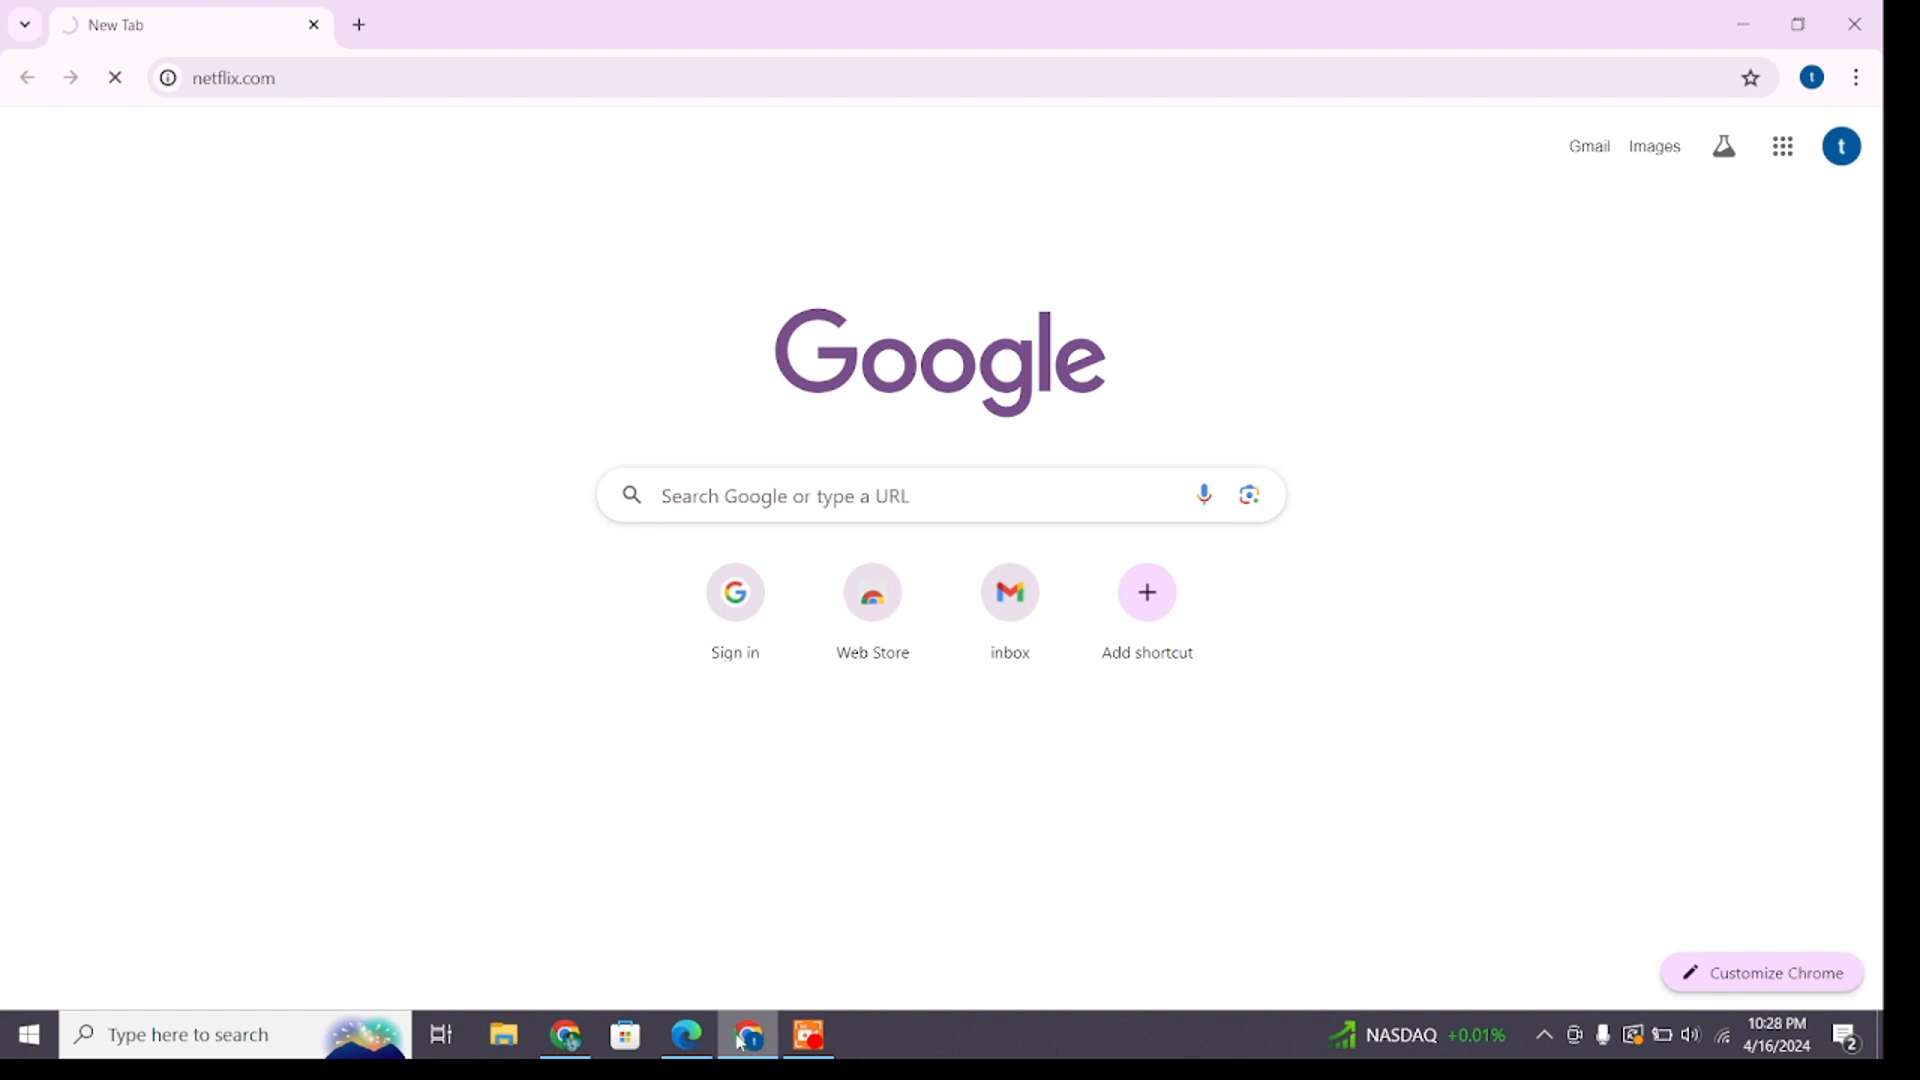 New Tab
netflix.com
t
Gmail
Images
t
Google
Search Google or type a URL
Sign in
Web Store
inbox
Add shortcut
Customize Chrome
Type here to search
NASDAQ +0.01%
10:28 PM
4/16/2024
2